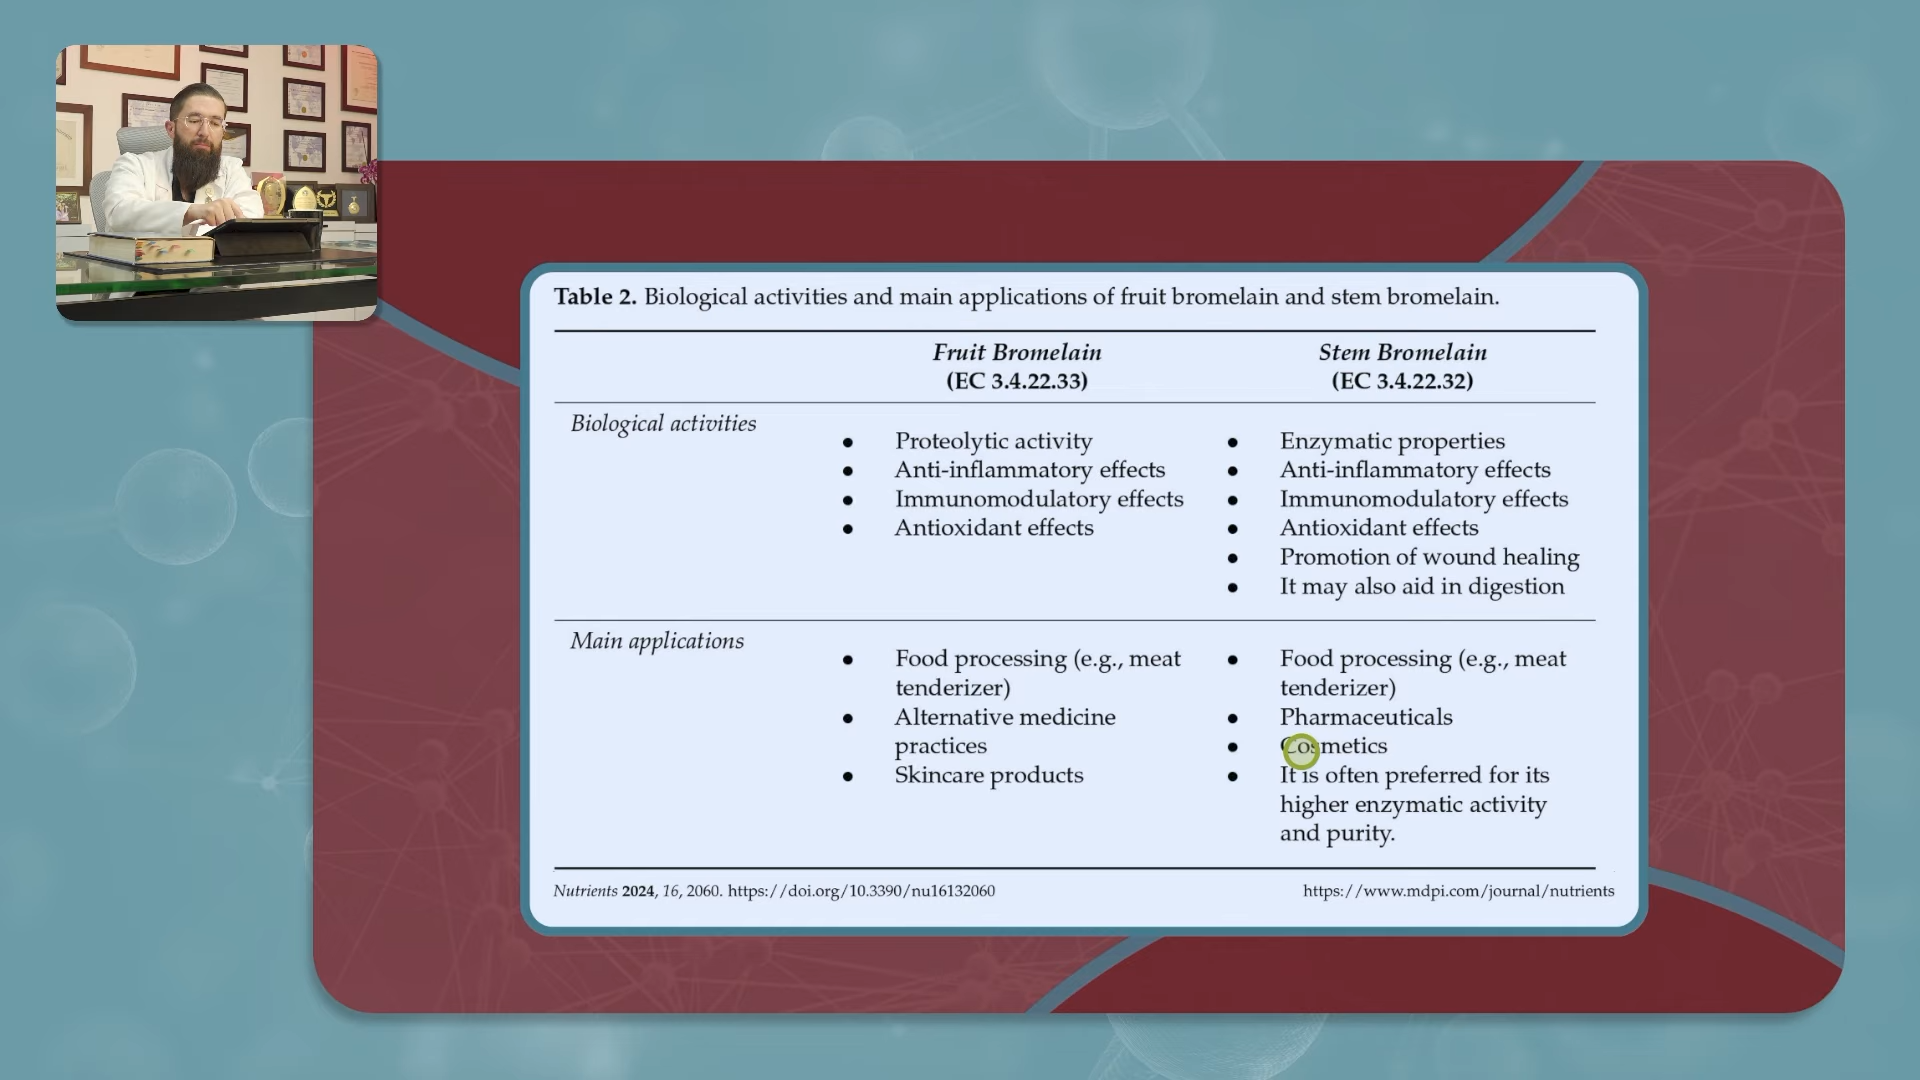 Table 2. Biological activities and main applications of fruit bromelain and stem bromelain.
Fruit Bromelain
(EC 3.4.22.33)
Stem Bromelain
(EC 3.4.22.32)
Biological activities
Proteolytic activity
Anti-inflammatory effects
Immunomodulatory effects
Antioxidant effects
Enzymatic properties
Anti-inflammatory effects
Immunomodulatory effects
Antioxidant effects
Promotion of wound healing
It may also aid in digestion
Main applications
Food processing (e.g., meat
tenderizer)
Alternative medicine
practices
Skincare products
Food processing (e.g., meat
tenderizer)
Pharmaceuticals
Cosmetics
It is often preferred for its
higher enzymatic activity
and purity.
Nutrients 2024, 16, 2060. https://doi.org/10.3390/nu16132060
https://www.mdpi.com/journal/nutrients